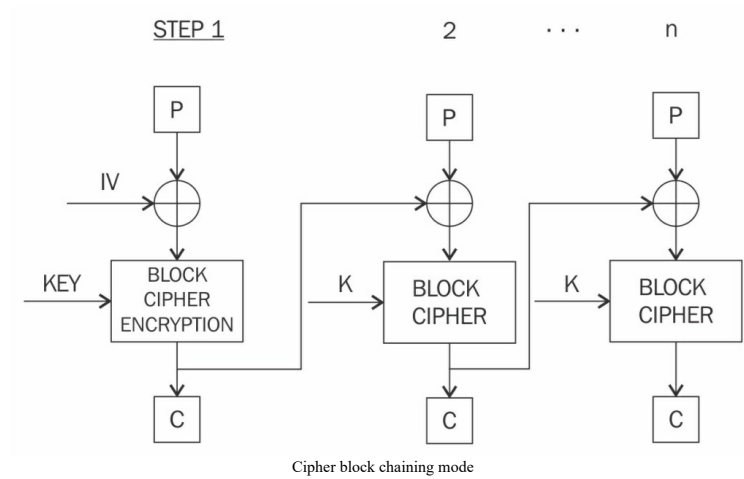 STEP 1 2 ... n
P P P
IV
KEY
BLOCK
CIPHER
ENCRYPTION
K
BLOCK
CIPHER
K
BLOCK
CIPHER
C C C
Cipher block chaining mode